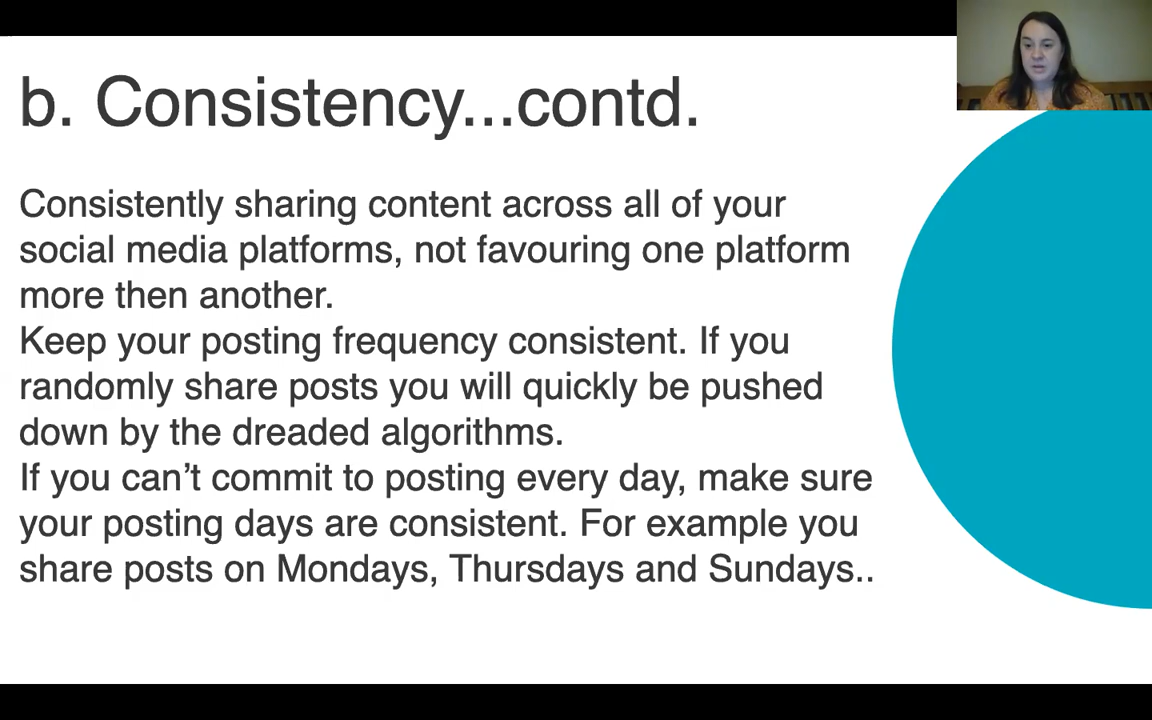 b. Consistency...contd.
Consistently sharing content across all of your
social media platforms, not favouring one platform
more then another.
Keep your posting frequency consistent. If you
randomly share posts you will quickly be pushed
down by the dreaded algorithms.
If you can’t commit to posting every day, make sure
your posting days are consistent. For example you
share posts on Mondays, Thursdays and Sundays..